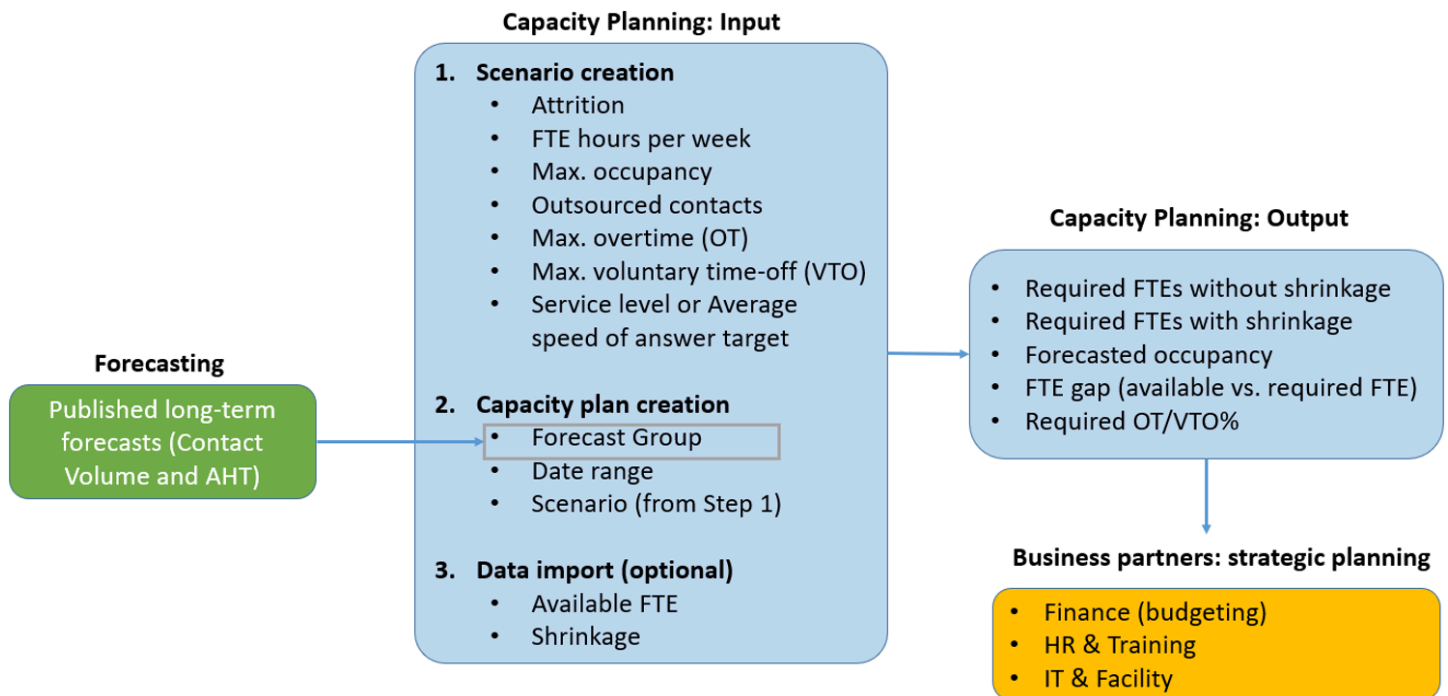 Capacity Planning: Input
1. Scenario creation
• Attrition
• FTE hours per week
• Max. occupancy
• Outsourced contacts
• Max. overtime (OT)
• Max. voluntary time-off (VTO)
• Service level or Average
speed of answer target
2. Capacity plan creation
• Forecast Group
• Date range
• Scenario (from Step 1)
3. Data import (optional)
• Available FTE
• Shrinkage
Forecasting
Published long-term
forecasts (Contact
Volume and AHT)
Capacity Planning: Output
• Required FTEs without shrinkage
• Required FTEs with shrinkage
• Forecasted occupancy
• FTE gap (available vs. required FTE)
• Required OT/VTO%
Business partners: strategic planning
• Finance (budgeting)
• HR & Training
• IT & Facility